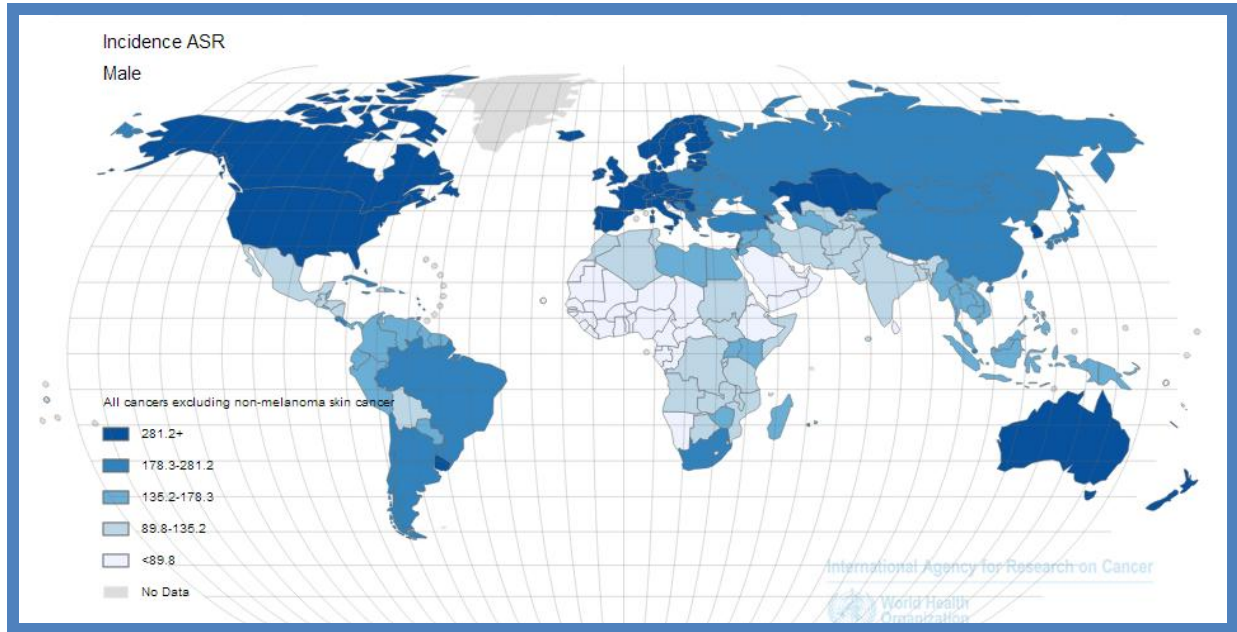 Incidence ASR
Male
All cancers excluding non-melanoma skin cancer
281.2+
178.3-281.2
135.2-178.3
89.8-135.2
<89.8
No Data
International Agency for Research on Cancer
World Health
Organization